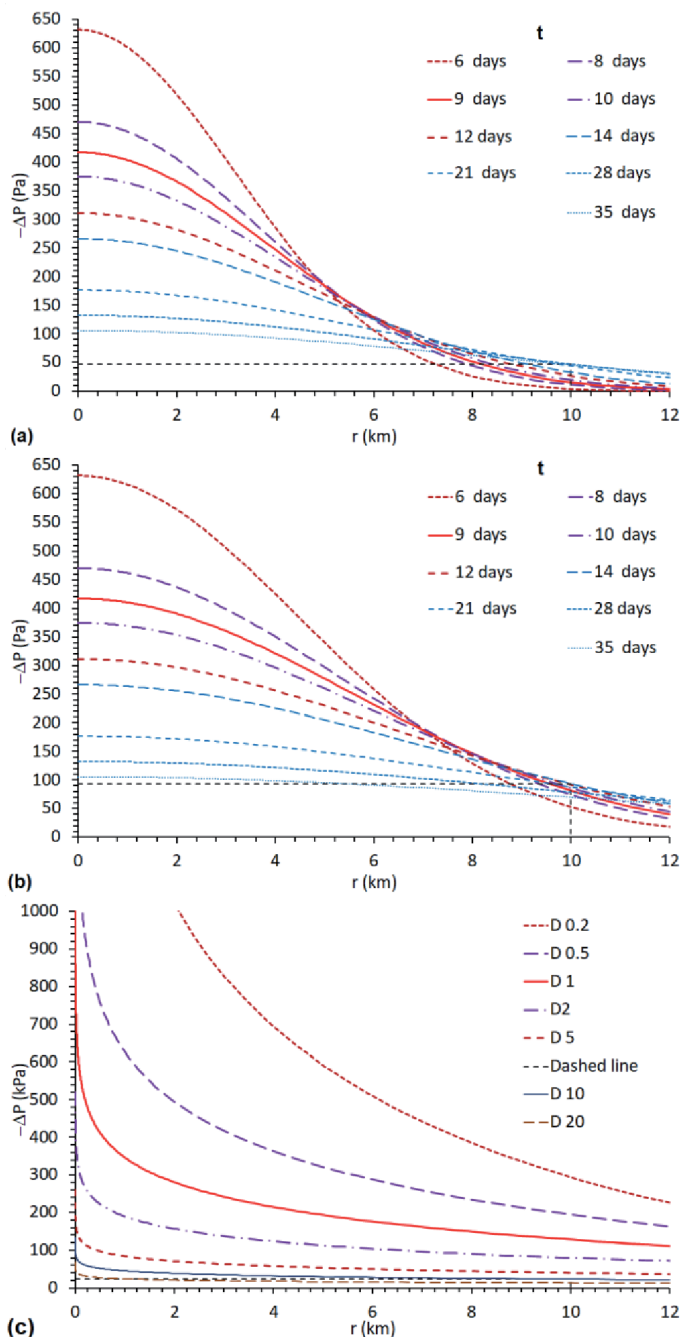 650
600
550
500
450
400
350
300
250
200
150
100
50
0
−ΔP (Pa)
t
6 days
8 days
9 days
10 days
12 days
14 days
21 days
28 days
35 days
0 2 4 6 8 10 12
r (km)
(a)
650
600
550
500
450
400
350
300
250
200
150
100
50
0
−ΔP (Pa)
t
6 days
8 days
9 days
10 days
12 days
14 days
21 days
28 days
35 days
0 2 4 6 8 10 12
r (km)
(b)
1000
900
800
700
600
500
400
300
200
100
0
−ΔP (kPa)
D 0.2
D 0.5
D 1
D2
D 5
Dashed line
D 10
D 20
0 2 4 6 8 10 12
r (km)
(c)